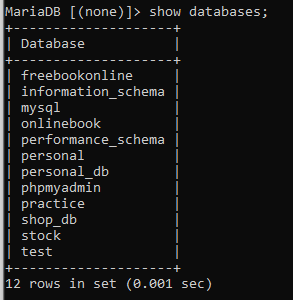 MariaDB [(none)]> show databases;
+--------------------+
| Database           |
+--------------------+
| freebookonline     |
| information_schema |
| mysql              |
| onlinebook         |
| performance_schema |
| personal           |
| personal_db        |
| phpmyadmin         |
| practice           |
| shop_db            |
| stock              |
| test               |
+--------------------+
12 rows in set (0.001 sec)